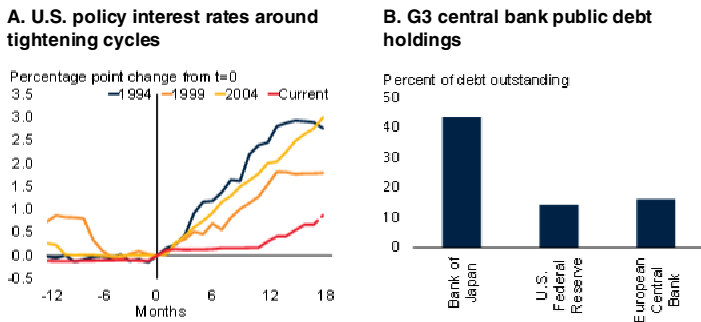 A. U.S. policy interest rates around
tightening cycles
Percentage point change from t=0
1994 1999 2004 Current
3.5
3.0
2.5
2.0
1.5
1.0
0.5
0.0
-0.5
-12 -6 0 6 12 18
Months
B. G3 central bank public debt
holdings
Percent of debt outstanding
50
40
30
20
10
0
Bank of
Japan
U.S.
Federal
Reserve
European
Central
Bank